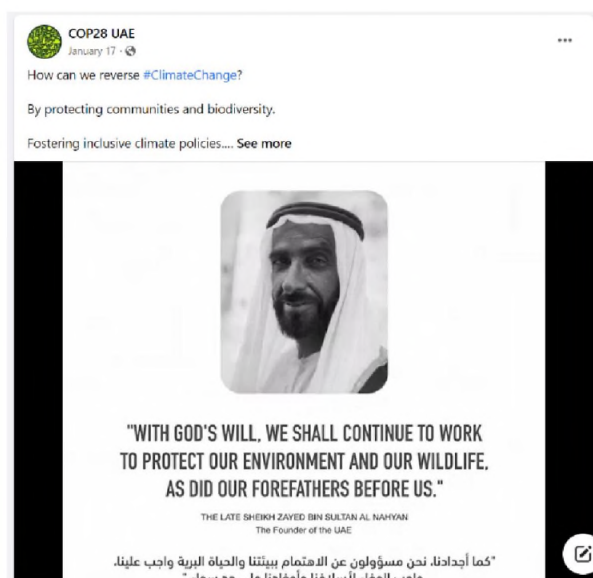 COP28 UAE
January 17 ·
How can we reverse #ClimateChange?
By protecting communities and biodiversity.
Fostering inclusive climate policies.... See more
"WITH GOD'S WILL, WE SHALL CONTINUE TO WORK
TO PROTECT OUR ENVIRONMENT AND OUR WILDLIFE,
AS DID OUR FOREFATHERS BEFORE US."
THE LATE SHEIKH ZAYED BIN SULTAN AL NAHYAN
The Founder of the UAE
"كما أجدادنا، نحن مسؤولون عن الاهتمام ببيئتنا والحياة البرية واجب علينا،